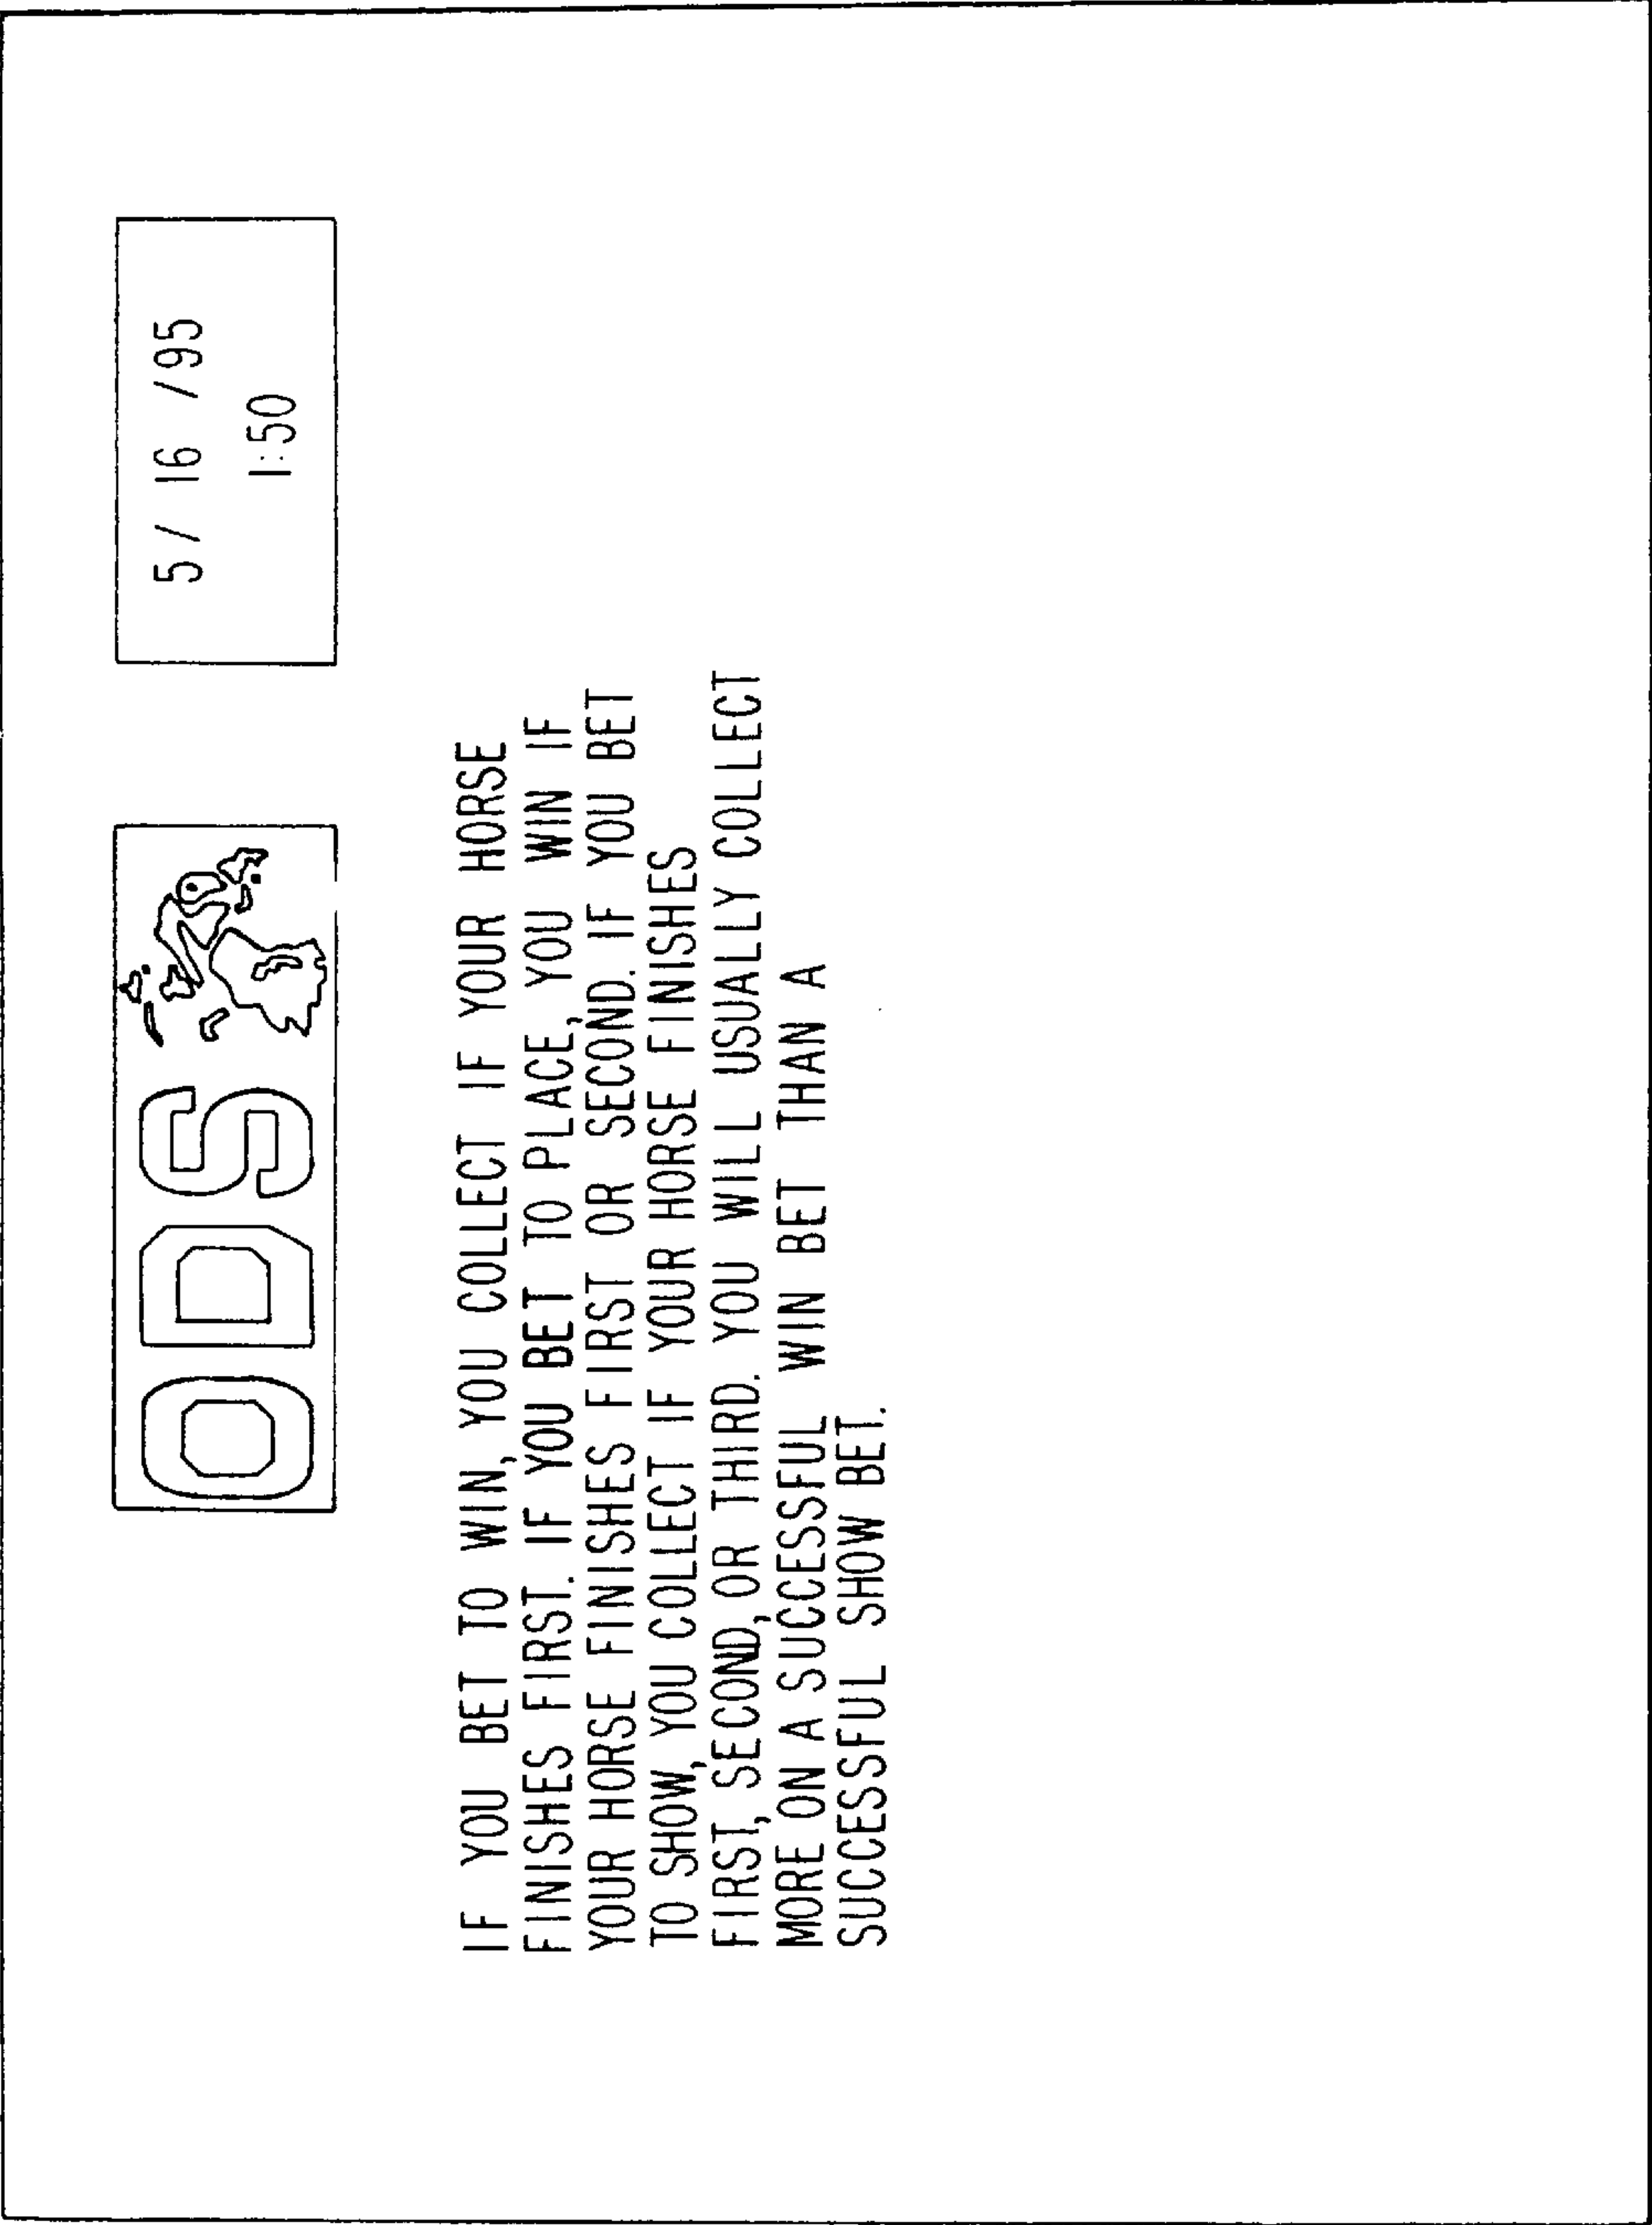 ODS
5/ 16 /95
1:50
IF YOU BET TO WIN, YOU COLLECT IF YOUR HORSE
FINISHES FIRST. IF YOU BET TO PLACE, YOU WIN IF
YOUR HORSE FINISHES FIRST OR SECOND. IF YOU BET
TO SHOW, YOU COLLECT IF YOUR HORSE FINISHES
FIRST, SECOND, OR THIRD. YOU WILL USUALLY COLLECT
MORE ON A SUCCESSFUL WIN BET THAN A
SUCCESSFUL SHOW BET.